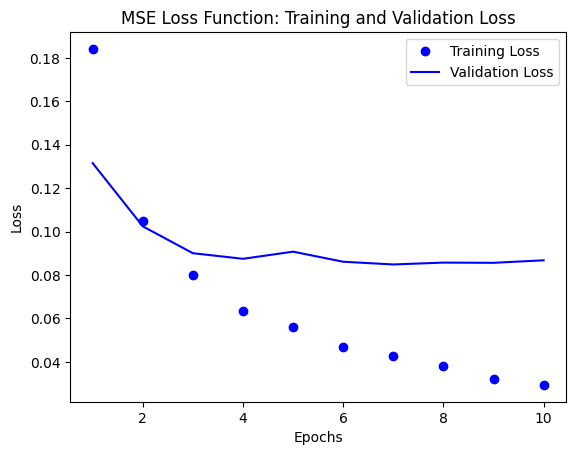 MSE Loss Function: Training and Validation Loss
Training Loss
Validation Loss
0.18
0.16
0.14
0.12
0.10
0.08
0.06
0.04
Loss
2
4
6
8
10
Epochs